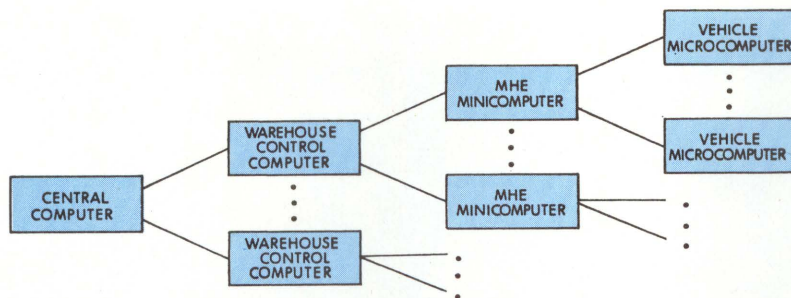 CENTRAL
COMPUTER
WAREHOUSE
CONTROL
COMPUTER
WAREHOUSE
CONTROL
COMPUTER
MHE
MINICOMPUTER
MHE
MINICOMPUTER
VEHICLE
MICROCOMPUTER
VEHICLE
MICROCOMPUTER